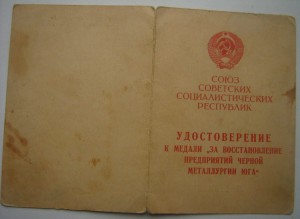 СОЮЗ
СОВЕТСКИХ
СОЦИАЛИСТИЧЕСКИХ
РЕСПУБЛИК
УДОСТОВЕРЕНИЕ
К МЕДАЛИ „ЗА ВОССТАНОВЛЕНИЕ
ПРЕДПРИЯТИЙ ЧЕРНОЙ
МЕТАЛЛУРГИИ ЮГА“